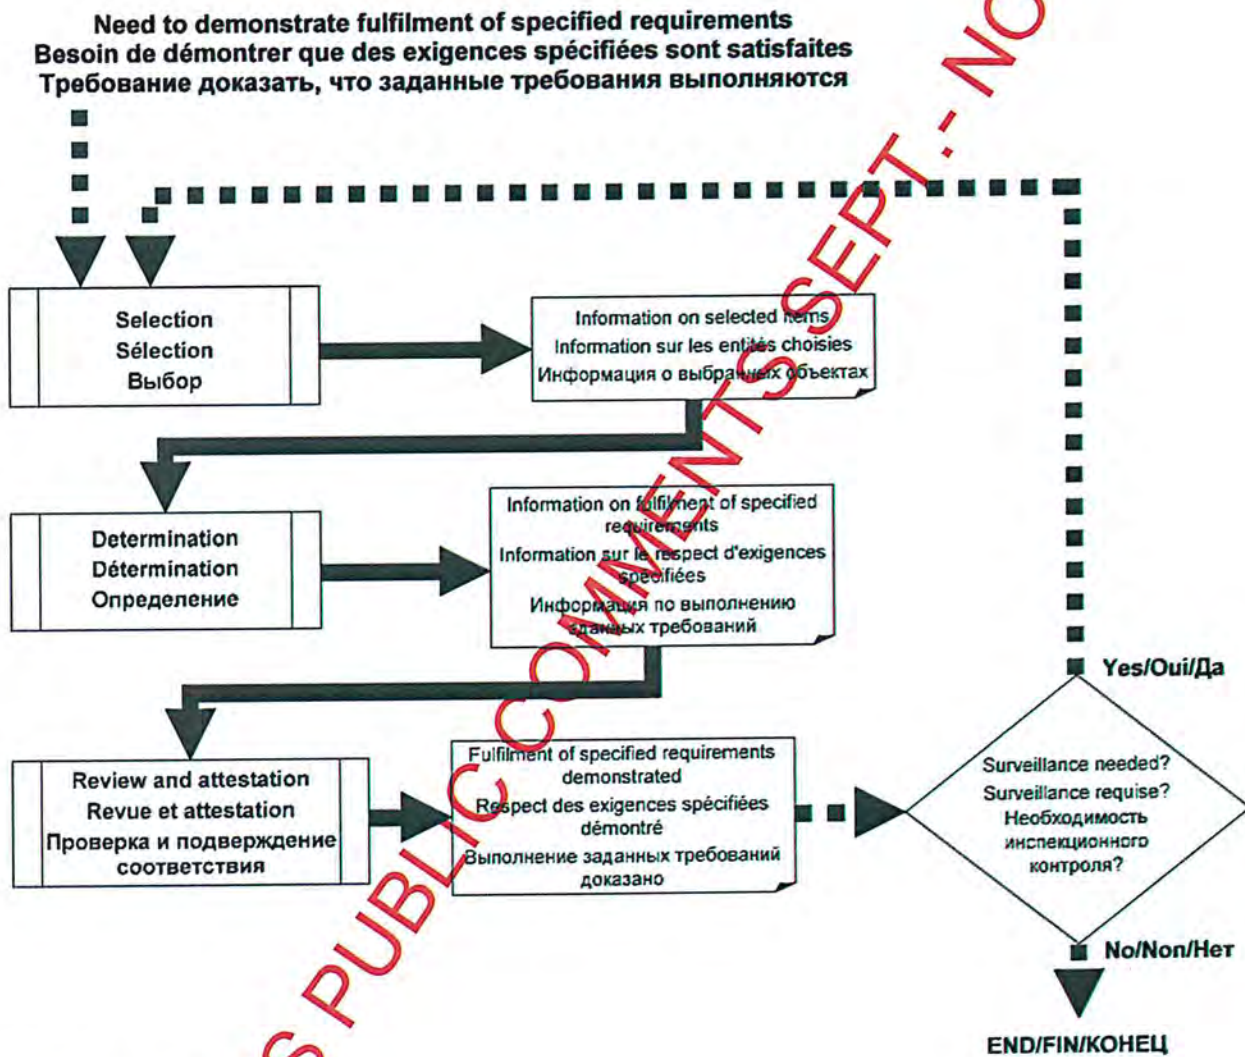 Need to demonstrate fulfilment of specified requirements
Besoin de démontrer que des exigences spécifiées sont satisfaites
Требование доказать, что заданные требования выполняются
Selection
Sélection
Выбор
Information on selected items
Information sur les entités choisies
Информация о выбранных объектах
Determination
Détermination
Определение
Information on fulfilment of specified
requirements
Information sur le respect d'exigences
spécifiées
Информация по выполнению
зданных требований
Review and attestation
Revue et attestation
Проверка и подверждение
соответствия
Fulfilment of specified requirements
demonstrated
Respect des exigences spécifiées
démontré
Выполнение заданных требований
доказано
Yes/Oui/Да
Surveillance needed?
Surveillance requise?
Необходимость
инспекционного
контроля?
No/Non/Нет
END/FIN/КОНЕЦ
S PUBLIC COMMENTS SEPT.- NO